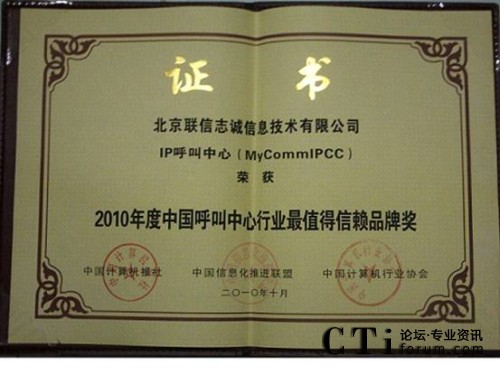 证 书
北京联信志诚信息技术有限公司
IP呼叫中心（MyCommIPCC）
荣 获
2010年度中国呼叫中心行业最值得信赖品牌奖
中国计算机报社 中国信息化推进联盟 中国计算机行业协会
二〇一〇年十月
CTi 论坛·专业资讯
forum.com